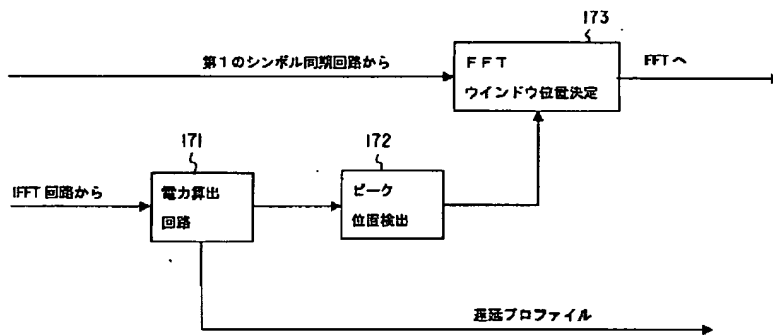 173
第1のシンボル同期回路から
FFT
ウインドウ位置決定
FFTへ
171
172
IFFT回路から
電力算出
回路
ピーク
位置検出
遅延プロファイル